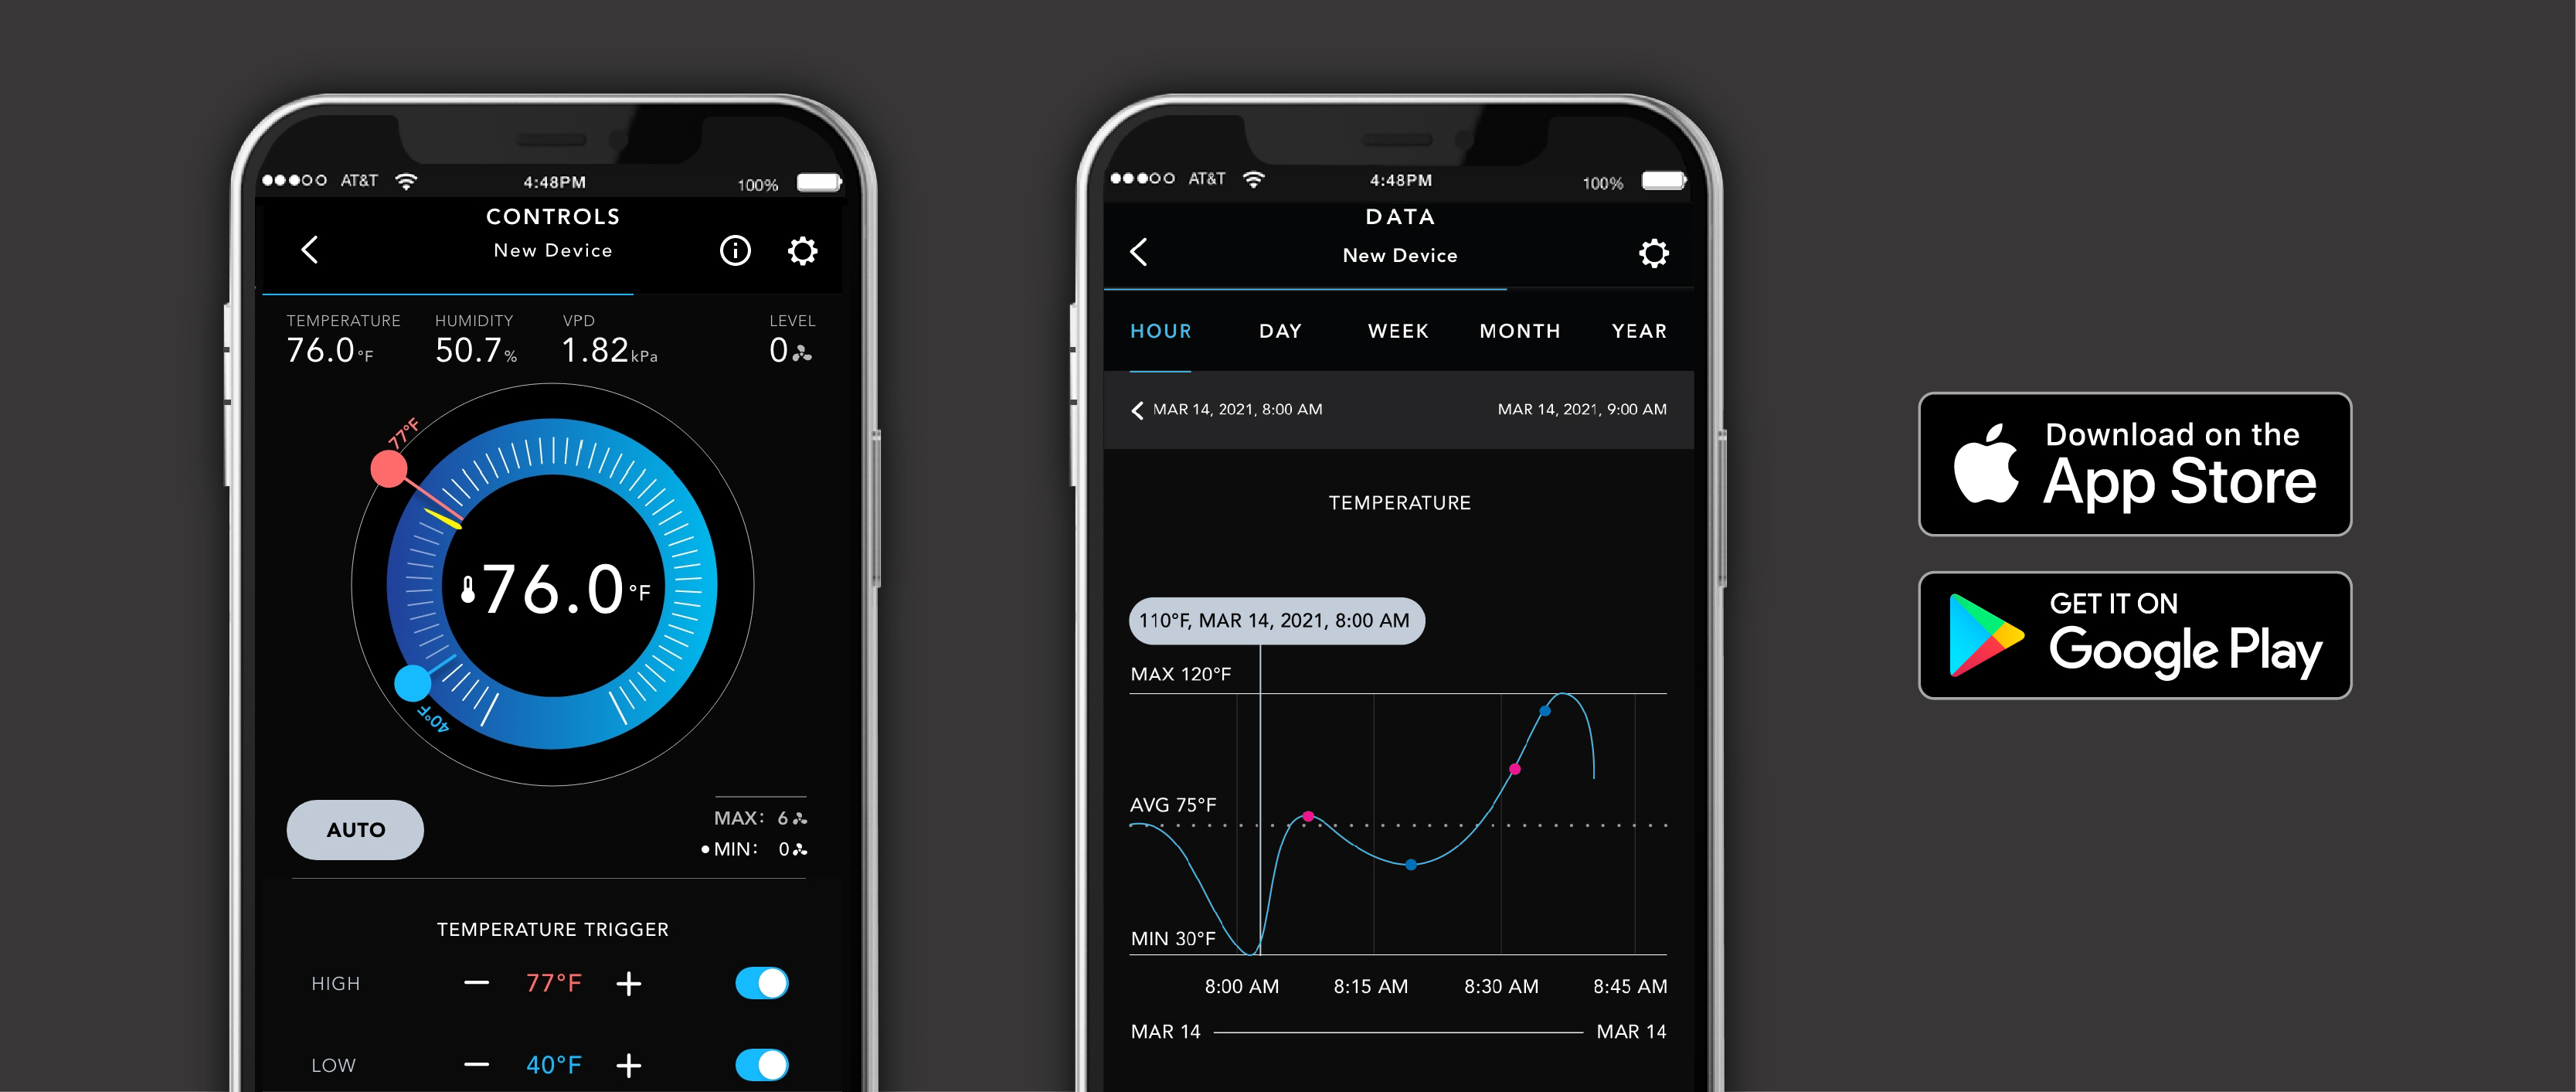 AT&T 4:48PM 100%
CONTROLS
New Device
TEMPERATURE HUMIDITY VPD LEVEL
76.0°F 50.7% 1.82kPa 0
77°F
76.0°F
40°F
AUTO
MAX: 6
MIN: 0
TEMPERATURE TRIGGER
HIGH − 77°F +
LOW − 40°F +
AT&T 4:48PM 100%
DATA
New Device
HOUR DAY WEEK MONTH YEAR
MAR 14, 2021, 8:00 AM MAR 14, 2021, 9:00 AM
TEMPERATURE
110°F, MAR 14, 2021, 8:00 AM
MAX 120°F
AVG 75°F
MIN 30°F
8:00 AM 8:15 AM 8:30 AM 8:45 AM
MAR 14 MAR 14
Download on the
App Store
GET IT ON
Google Play